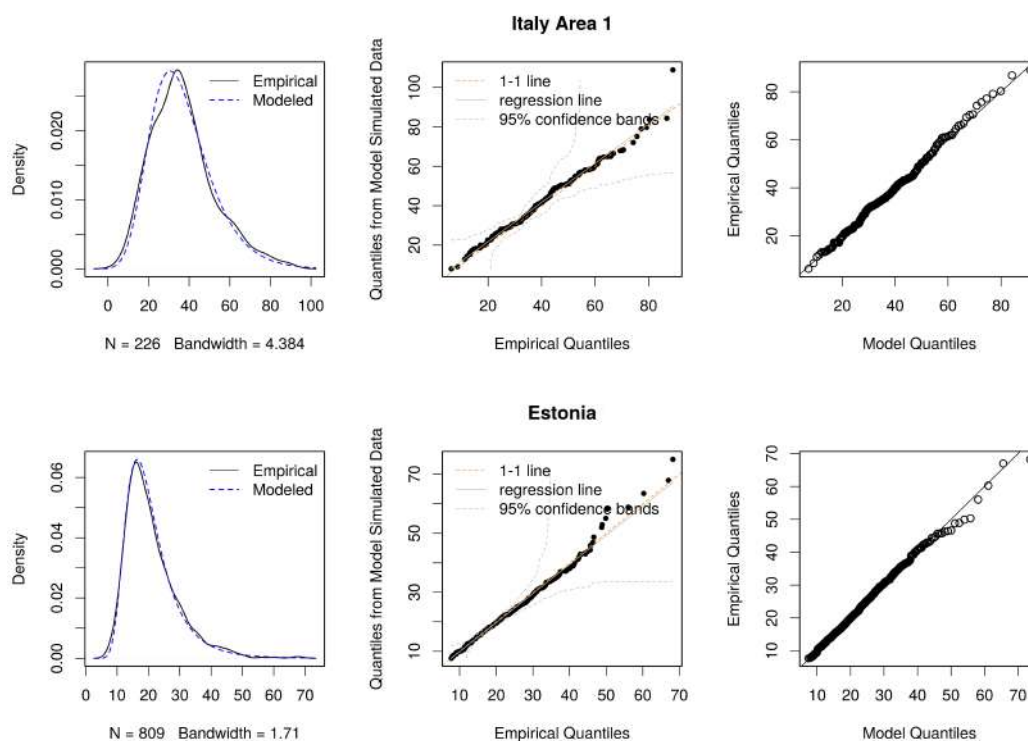 Italy Area 1
Density
0.000 0.010 0.020
Empirical
Modeled
0 20 40 60 80 100
N = 226 Bandwidth = 4.384
Quantiles from Model Simulated Data
20 40 60 80 100
1-1 line
regression line
95% confidence bands
20 40 60 80
Empirical Quantiles
Empirical Quantiles
20 40 60 80
20 40 60 80
Model Quantiles
Estonia
Density
0.00 0.02 0.04 0.06
Empirical
Modeled
0 10 20 30 40 50 60 70
N = 809 Bandwidth = 1.71
Quantiles from Model Simulated Data
10 30 50 70
1-1 line
regression line
95% confidence bands
10 20 30 40 50 60 70
Empirical Quantiles
Empirical Quantiles
10 20 30 40 50 60 70
10 20 30 40 50 60 70
Model Quantiles